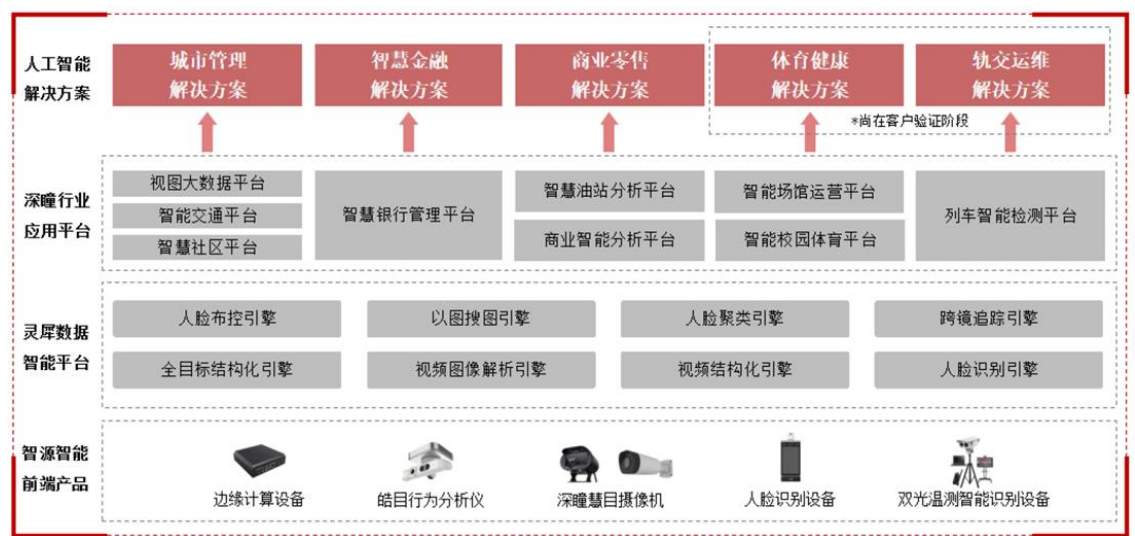 人工智能
解决方案
城市管理
解决方案
智慧金融
解决方案
商业零售
解决方案
体育健康
解决方案
轨交运维
解决方案
*尚在客户验证阶段
深瞳行业
应用平台
视图大数据平台
智能交通平台
智慧社区平台
智慧银行管理平台
智慧油站分析平台
商业智能分析平台
智能场馆运营平台
智能校园体育平台
列车智能检测平台
灵犀数据
智能平台
人脸布控引擎
以图搜图引擎
人脸聚类引擎
跨镜追踪引擎
全目标结构化引擎
视频图像解析引擎
视频结构化引擎
人脸识别引擎
智源智能
前端产品
边缘计算设备
皓目行为分析仪
深瞳慧目摄像机
人脸识别设备
双光温测智能识别设备